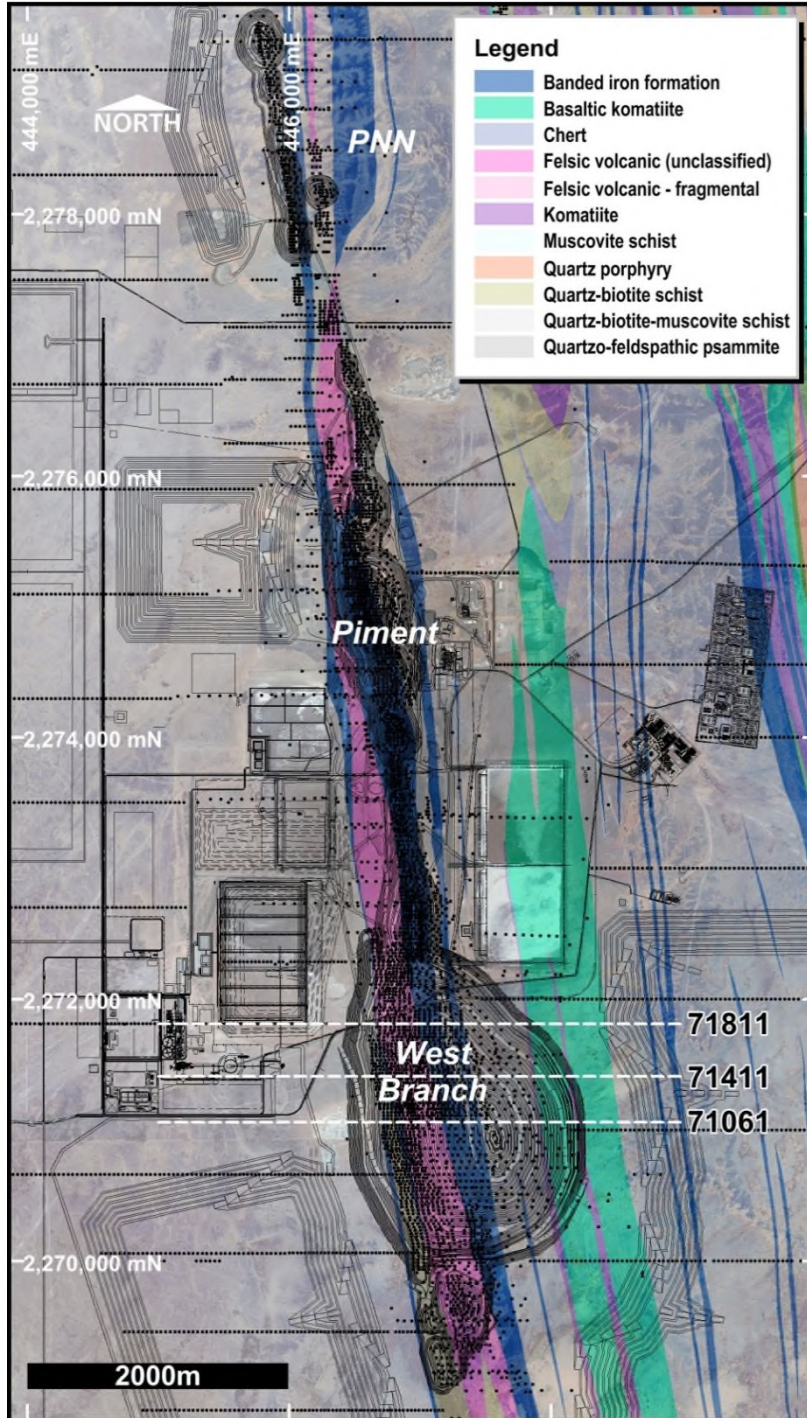 444,000 mE
446,000 mE
NORTH
PNN
Legend
Banded iron formation
Basaltic komatiite
Chert
Felsic volcanic (unclassified)
Felsic volcanic - fragmental
Komatiite
Muscovite schist
Quartz porphyry
Quartz-biotite schist
Quartz-biotite-muscovite schist
Quartzo-feldspathic psammite
2,278,000 mN
2,276,000 mN
Piment
2,274,000 mN
2,272,000 mN
71811
West
Branch
71411
71061
2,270,000 mN
2000m